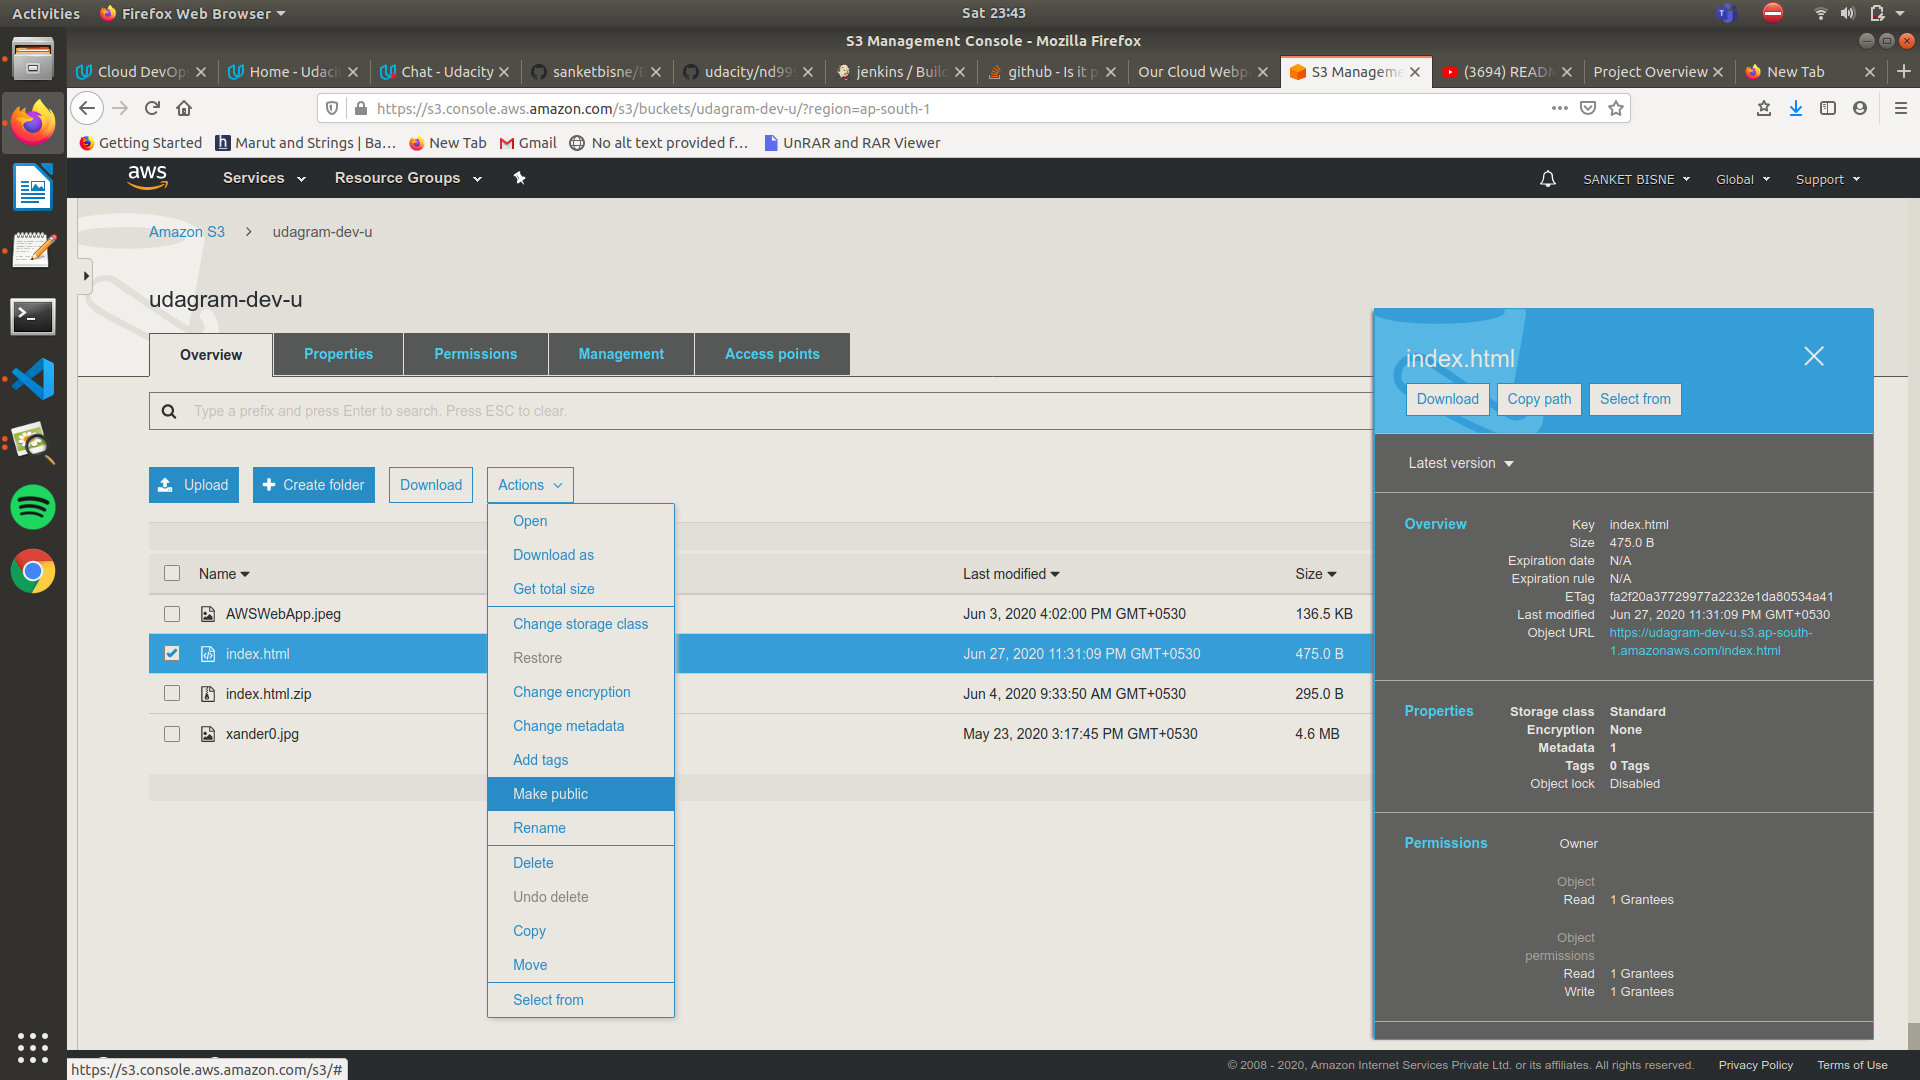 Activities Firefox Web Browser Sat 23:43
S3 Management Console - Mozilla Firefox
Cloud DevOp Home - Udaci Chat - Udacity sanketbisne/ udacity/nd99 jenkins / Buil github - Is it p Our Cloud Webp S3 Manageme (3694) READ Project Overview New Tab
https://s3.console.aws.amazon.com/s3/buckets/udagram-dev-u/?region=ap-south-1
Getting Started Marut and Strings | Ba... New Tab Gmail No alt text provided f... UnRAR and RAR Viewer
aws Services Resource Groups SANKET BISNE Global Support
Amazon S3 > udagram-dev-u
udagram-dev-u
Overview Properties Permissions Management Access points
Type a prefix and press Enter to search. Press ESC to clear.
Upload Create folder Download Actions
Open
Download as
Get total size
Change storage class
Restore
Change encryption
Change metadata
Add tags
Make public
Rename
Delete
Undo delete
Copy
Move
Select from
Name Last modified Size
AWSWebApp.jpeg Jun 3, 2020 4:02:00 PM GMT+0530 136.5 KB
index.html Jun 27, 2020 11:31:09 PM GMT+0530 475.0 B
index.html.zip Jun 4, 2020 9:33:50 AM GMT+0530 295.0 B
xander0.jpg May 23, 2020 3:17:45 PM GMT+0530 4.6 MB
index.html
Download Copy path Select from
Latest version
Overview Key index.html
Size 475.0 B
Expiration date N/A
Expiration rule N/A
ETag fa2f20a37729977a2232e1da80534a41
Last modified Jun 27, 2020 11:31:09 PM GMT+0530
Object URL https://udagram-dev-u.s3.ap-south-
1.amazonaws.com/index.html
Properties Storage class Standard
Encryption None
Metadata 1
Tags 0 Tags
Object lock Disabled
Permissions Owner
Object
Read 1 Grantees
Object
permissions
Read 1 Grantees
Write 1 Grantees
https://s3.console.aws.amazon.com/s3/#
© 2008 - 2020, Amazon Internet Services Private Ltd. or its affiliates. All rights reserved. Privacy Policy Terms of Use